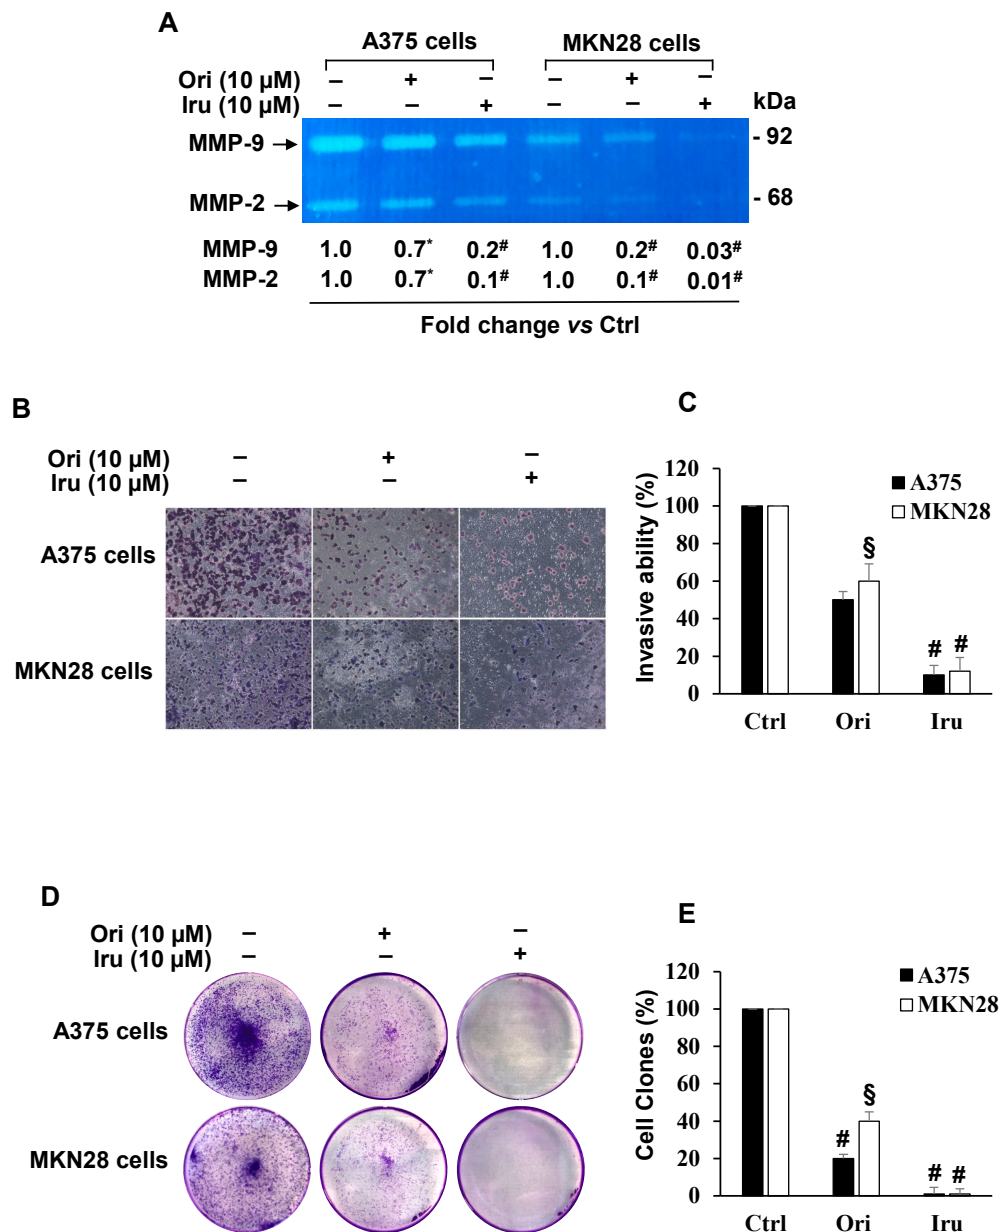 A
A375 cells MKN28 cells
Ori (10 µM) – + – – + –
Iru (10 µM) – – + – – + kDa
MMP-9 - 92
MMP-2 - 68
MMP-9 1.0 0.7* 0.2# 1.0 0.2# 0.03#
MMP-2 1.0 0.7* 0.1# 1.0 0.1# 0.01#
Fold change vs Ctrl
B
Ori (10 µM) – + –
Iru (10 µM) – – +
A375 cells
MKN28 cells
C
Invasive ability (%)
120
100
80
60
40
20
0
A375
MKN28
§
# #
Ctrl Ori Iru
D
Ori (10 µM) – + –
Iru (10 µM) – – +
A375 cells
MKN28 cells
E
Cell Clones (%)
120
100
80
60
40
20
0
A375
MKN28
§
#
# #
Ctrl Ori Iru